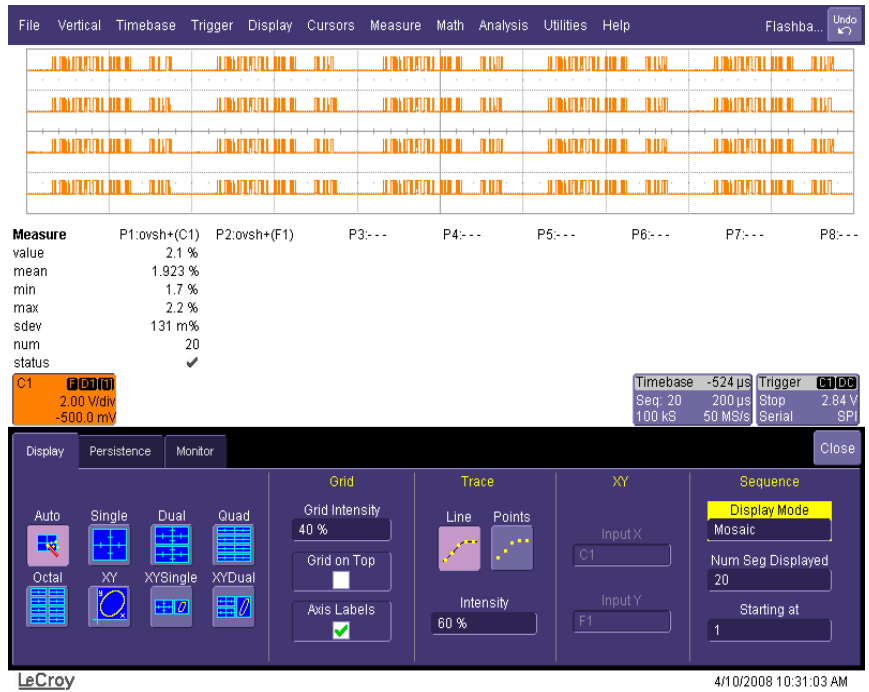 File Vertical Timebase Trigger Display Cursors Measure Math Analysis Utilities Help Flashba... Undo
Measure P1:ovsh+(C1) P2:ovsh+(F1) P3:- - - P4:- - - P5:- - - P6:- - - P7:- - - P8:- - -
value 2.1 %
mean 1.923 %
min 1.7 %
max 2.2 %
sdev 131 m%
num 20
status
C1 F D1 (1)
2.00 V/div
-500.0 mV
Timebase -524 µs
Seq: 20 200 µs
100 kS 50 MS/s
Trigger C1 DC
Stop 2.84 V
Serial SPI
Display Persistence Monitor Close
Auto Single Dual Quad
Octal XY XYSingle XYDual
Grid
Grid Intensity
40 %
Grid on Top
Axis Labels
Trace
Line Points
Intensity
60 %
XY
Input X
C1
Input Y
F1
Sequence
Display Mode
Mosaic
Num Seg Displayed
20
Starting at
1
LeCroy 4/10/2008 10:31:03 AM